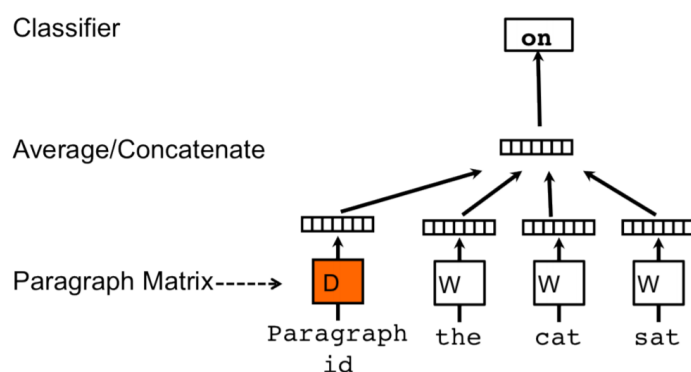 Classifier
on
Average/Concatenate
Paragraph Matrix
D
W
W
W
Paragraph
id
the
cat
sat